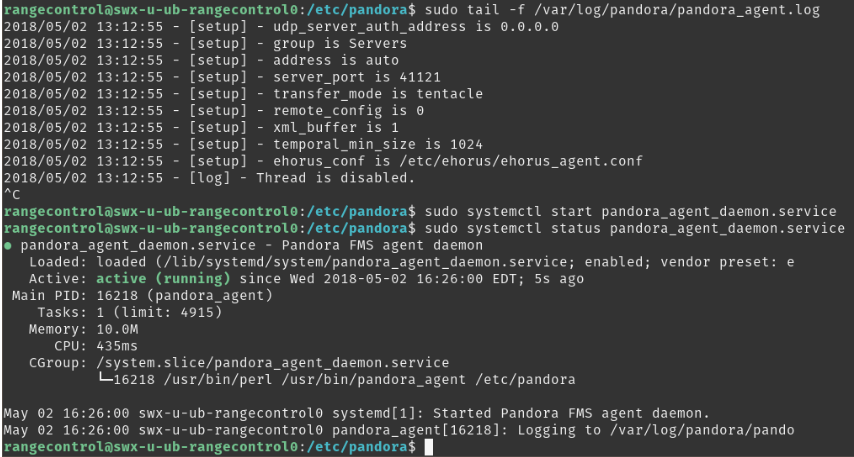 rangecontrol@swx-u-ub-rangecontrol0:/etc/pandora$ sudo tail -f /var/log/pandora/pandora_agent.log
2018/05/02 13:12:55 - [setup] - udp_server_auth_address is 0.0.0.0
2018/05/02 13:12:55 - [setup] - group is Servers
2018/05/02 13:12:55 - [setup] - address is auto
2018/05/02 13:12:55 - [setup] - server_port is 41121
2018/05/02 13:12:55 - [setup] - transfer_mode is tentacle
2018/05/02 13:12:55 - [setup] - remote_config is 0
2018/05/02 13:12:55 - [setup] - xml_buffer is 1
2018/05/02 13:12:55 - [setup] - temporal_min_size is 1024
2018/05/02 13:12:55 - [setup] - ehorus_conf is /etc/ehorus/ehorus_agent.conf
2018/05/02 13:12:55 - [log] - Thread is disabled.
^C
rangecontrol@swx-u-ub-rangecontrol0:/etc/pandora$ sudo systemctl start pandora_agent_daemon.service
rangecontrol@swx-u-ub-rangecontrol0:/etc/pandora$ sudo systemctl status pandora_agent_daemon.service
● pandora_agent_daemon.service - Pandora FMS agent daemon
   Loaded: loaded (/lib/systemd/system/pandora_agent_daemon.service; enabled; vendor preset: e
   Active: active (running) since Wed 2018-05-02 16:26:00 EDT; 5s ago
 Main PID: 16218 (pandora_agent)
    Tasks: 1 (limit: 4915)
   Memory: 10.0M
      CPU: 435ms
   CGroup: /system.slice/pandora_agent_daemon.service
           └─16218 /usr/bin/perl /usr/bin/pandora_agent /etc/pandora
May 02 16:26:00 swx-u-ub-rangecontrol0 systemd[1]: Started Pandora FMS agent daemon.
May 02 16:26:00 swx-u-ub-rangecontrol0 pandora_agent[16218]: Logging to /var/log/pandora/pando
rangecontrol@swx-u-ub-rangecontrol0:/etc/pandora$